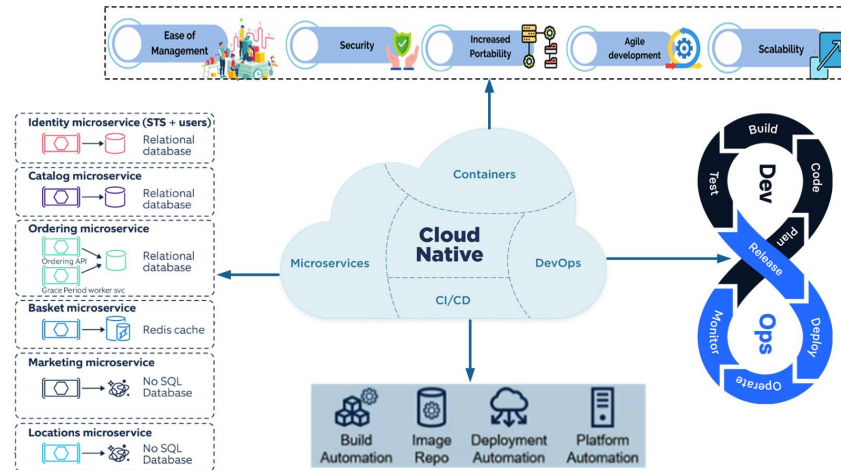 Ease of
Management
Security
Increased
Portability
Agile
development
Scalability
Identity microservice (STS + users)
Relational
database
Catalog microservice
Relational
database
Ordering microservice
Ordering API
Relational
database
Grace Period worker svc
Basket microservice
Redis cache
Marketing microservice
No SQL
Database
Locations microservice
No SQL
Database
Containers
Cloud
Native
Microservices
DevOps
CI/CD
Build
Automation
Image
Repo
Deployment
Automation
Platform
Automation
Build
Code
Test
Dev
Plan
Release
Ops
Deploy
Monitor
Operate